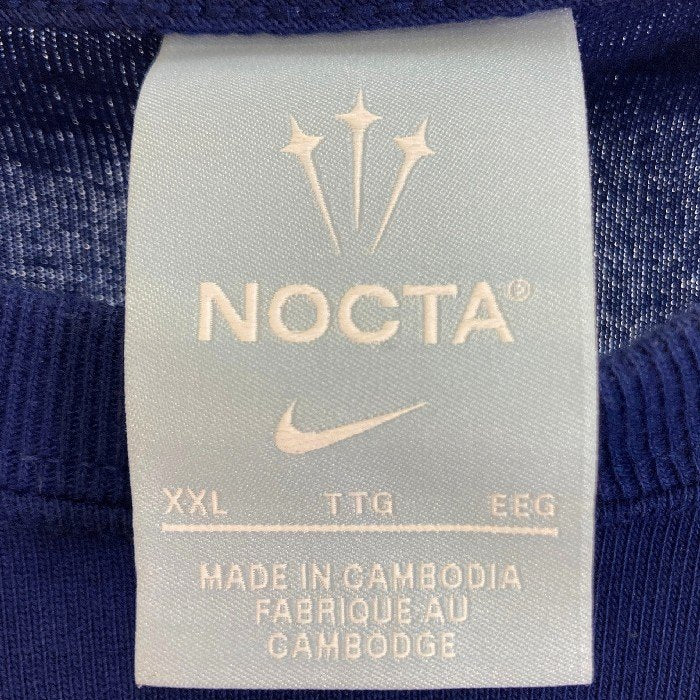 NOCTA®
XXL TTG EEG
MADE IN CAMBODIA
FABRIQUE AU
CAMBODGE